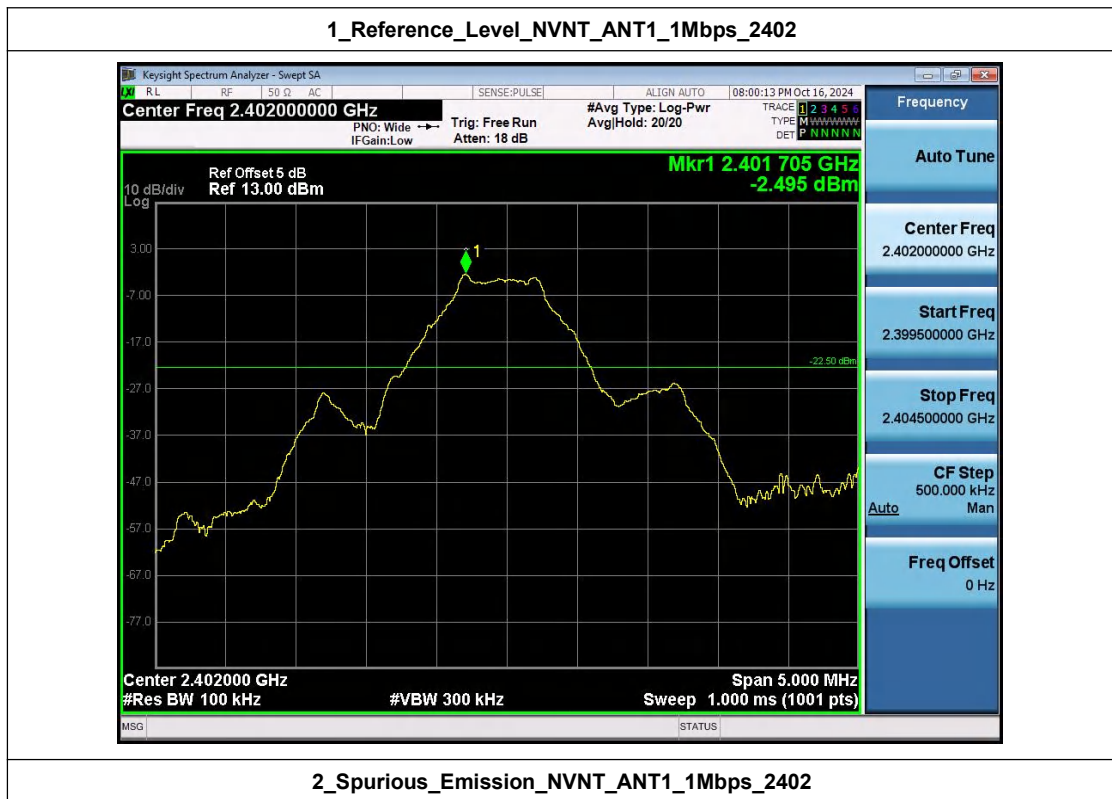 1_Reference_Level_NVNT_ANT1_1Mbps_2402
Keysight Spectrum Analyzer - Swept SA
LXI RL RF 50 Ω AC SENSE:PULSE ALIGN AUTO 08:00:13 PM Oct 16, 2024
Center Freq 2.402000000 GHz
PNO: Wide
IFGain:Low
Trig: Free Run
Atten: 18 dB
#Avg Type: Log-Pwr
Avg|Hold: 20/20
TRACE 1 2 3 4 5 6
TYPE M WWWWW
DET P N N N N N
Frequency
Auto Tune
Center Freq
2.402000000 GHz
Start Freq
2.399500000 GHz
Stop Freq
2.404500000 GHz
CF Step
500.000 kHz
Auto Man
Freq Offset
0 Hz
Mkr1 2.401 705 GHz
-2.495 dBm
Ref Offset 5 dB
10 dB/div Ref 13.00 dBm
Log
3.00
1
-7.00
-17.0
-22.50 dBm
-27.0
-37.0
-47.0
-57.0
-67.0
-77.0
Center 2.402000 GHz Span 5.000 MHz
#Res BW 100 kHz #VBW 300 kHz Sweep 1.000 ms (1001 pts)
MSG STATUS
2_Spurious_Emission_NVNT_ANT1_1Mbps_2402